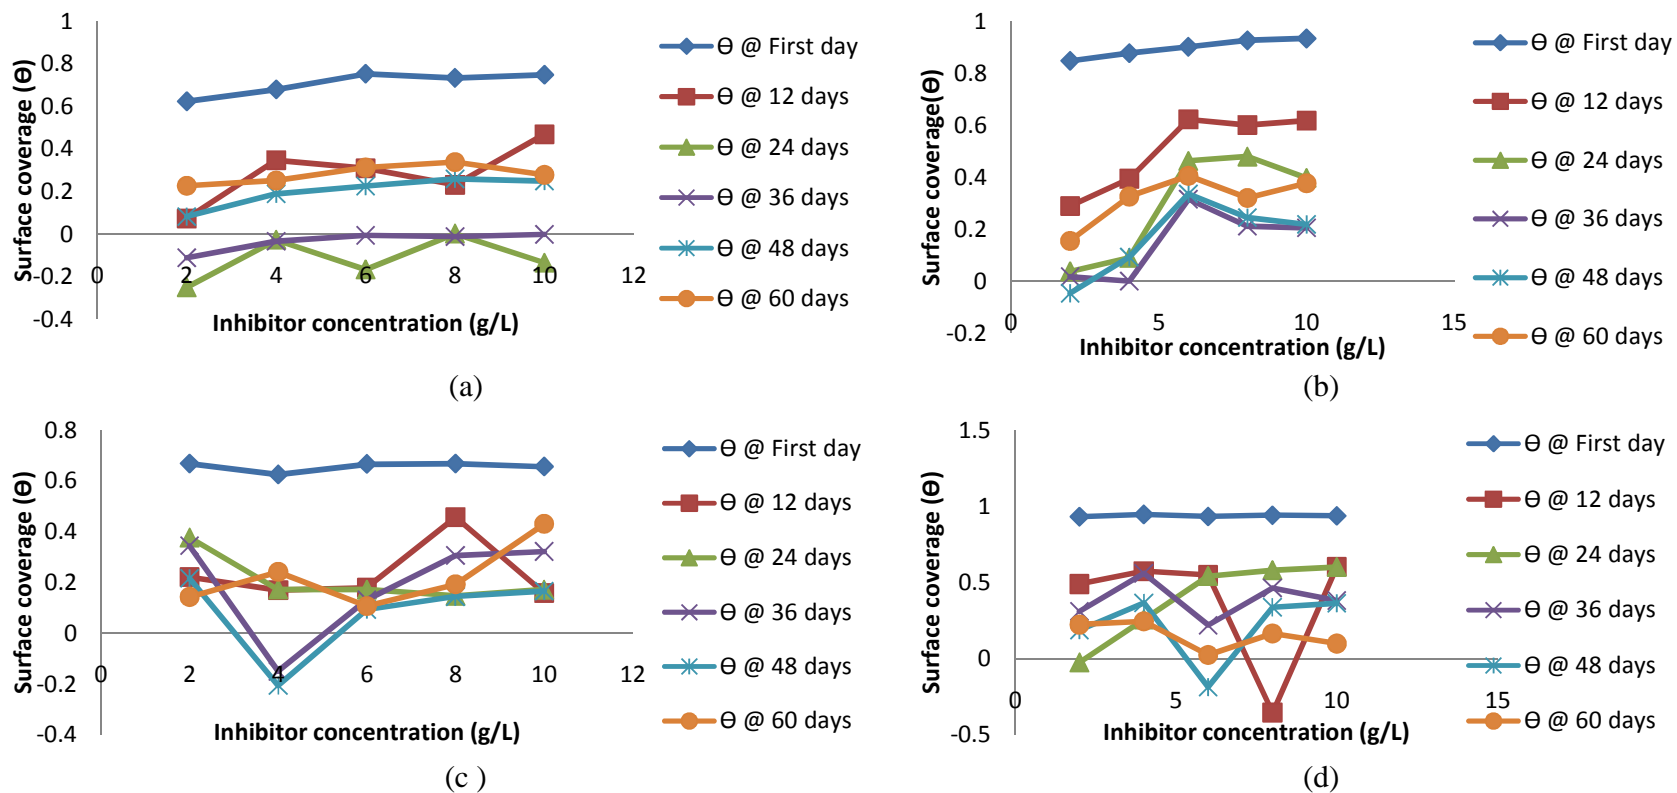 1
0.8
0.6
0.4
0.2
0
-0.2
-0.4
0 2 4 6 8 10 12
Surface coverage (Ѳ)
Inhibitor concentration (g/L)
Ѳ @ First day
Ѳ @ 12 days
Ѳ @ 24 days
Ѳ @ 36 days
Ѳ @ 48 days
Ѳ @ 60 days
(a)
1
0.8
0.6
0.4
0.2
0
-0.2
0 5 10 15
Surface coverage(Ѳ)
Inhibitor concentration (g/L)
Ѳ @ First day
Ѳ @ 12 days
Ѳ @ 24 days
Ѳ @ 36 days
Ѳ @ 48 days
Ѳ @ 60 days
(b)
0.8
0.6
0.4
0.2
0
-0.2
-0.4
0 2 4 6 8 10 12
Surface coverage (Ѳ)
Inhibitor concentration (g/L)
Ѳ @ First day
Ѳ @ 12 days
Ѳ @ 24 days
Ѳ @ 36 days
Ѳ @ 48 days
Ѳ @ 60 days
(c )
1.5
1
0.5
0
-0.5
0 5 10 15
Surface coverage (Ѳ)
Inhibitor concentration (g/L)
Ѳ @ First day
Ѳ @ 12 days
Ѳ @ 24 days
Ѳ @ 36 days
Ѳ @ 48 days
Ѳ @ 60 days
(d)